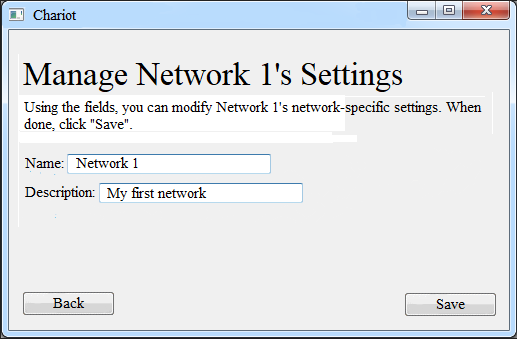 Chariot
Manage Network 1's Settings
Using the fields, you can modify Network 1's network-specific settings. When
done, click "Save".
Name: Network 1
Description: My first network
Back Save